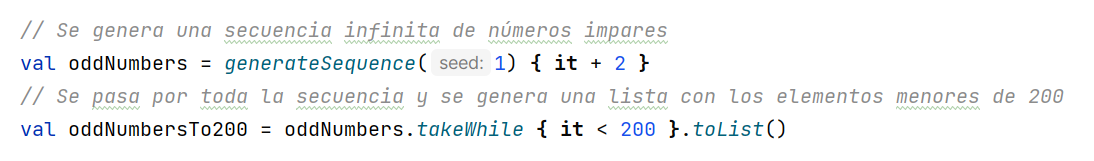 // Se genera una secuencia infinita de números impares
val oddNumbers = generateSequence( seed: 1) { it + 2 }
// Se pasa por toda la secuencia y se genera una lista con los elementos menores de 200
val oddNumbersTo200 = oddNumbers.takeWhile { it < 200 }.toList()